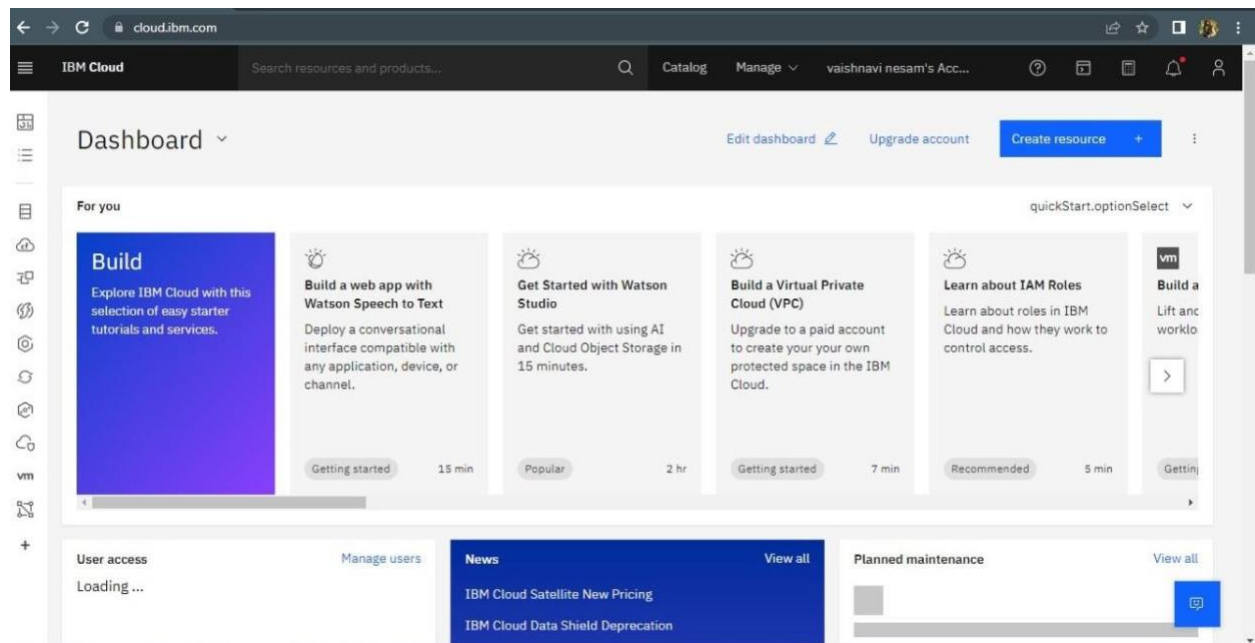 cloud.ibm.com
IBM Cloud
Search resources and products...
Catalog
Manage
vaishnavi nesam's Acc...
Dashboard
Edit dashboard
Upgrade account
Create resource +
For you
quickStart.optionSelect
Build
Explore IBM Cloud with this
selection of easy starter
tutorials and services.
Build a web app with
Watson Speech to Text
Deploy a conversational
interface compatible with
any application, device, or
channel.
Getting started
15 min
Get Started with Watson
Studio
Get started with using AI
and Cloud Object Storage in
15 minutes.
Popular
2 hr
Build a Virtual Private
Cloud (VPC)
Upgrade to a paid account
to create your your own
protected space in the IBM
Cloud.
Getting started
7 min
Learn about IAM Roles
Learn about roles in IBM
Cloud and how they work to
control access.
Recommended
5 min
vm
Build a
Lift and
worklo
Getting
vm
User access
Manage users
Loading ...
News
View all
IBM Cloud Satellite New Pricing
IBM Cloud Data Shield Deprecation
Planned maintenance
View all